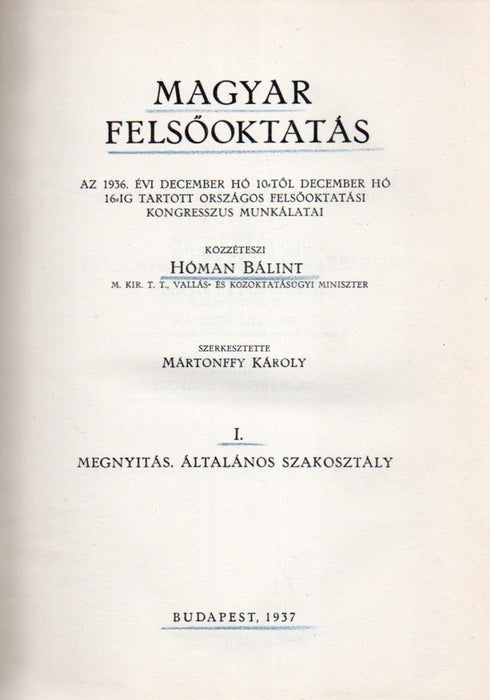 MAGYAR
FELSŐOKTATÁS
AZ 1936. ÉVI DECEMBER HÓ 10-TŐL DECEMBER HÓ
16-IG TARTOTT ORSZÁGOS FELSŐOKTATÁSI
KONGRESSZUS MUNKÁLATAI
KÖZZÉTESZI
HÓMAN BÁLINT
M. KIR. T. T., VALLÁS- ÉS KÖZOKTATÁSÜGYI MINISZTER
SZERKESZTETTE
MÁRTONFFY KÁROLY
I.
MEGNYITÁS. ÁLTALÁNOS SZAKOSZTÁLY
BUDAPEST, 1937